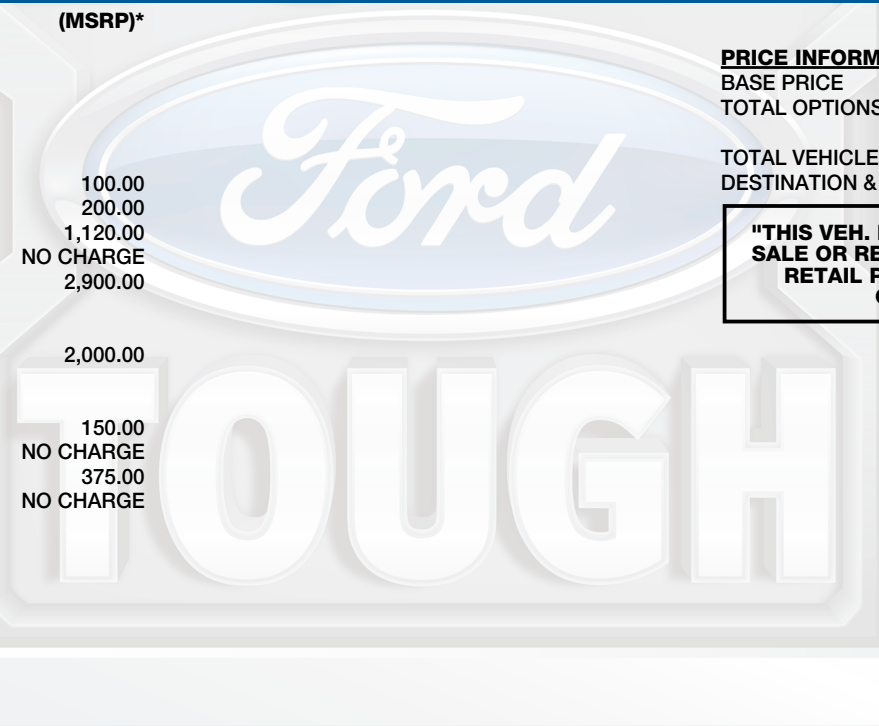 (MSRP)*
100.00
200.00
1,120.00
NO CHARGE
2,900.00
2,000.00
150.00
NO CHARGE
375.00
NO CHARGE
PRICE INFORM
BASE PRICE
TOTAL OPTIONS
TOTAL VEHICLE
DESTINATION &
"THIS VEH.
SALE OR RE
RETAIL P
Ford
TOUGH